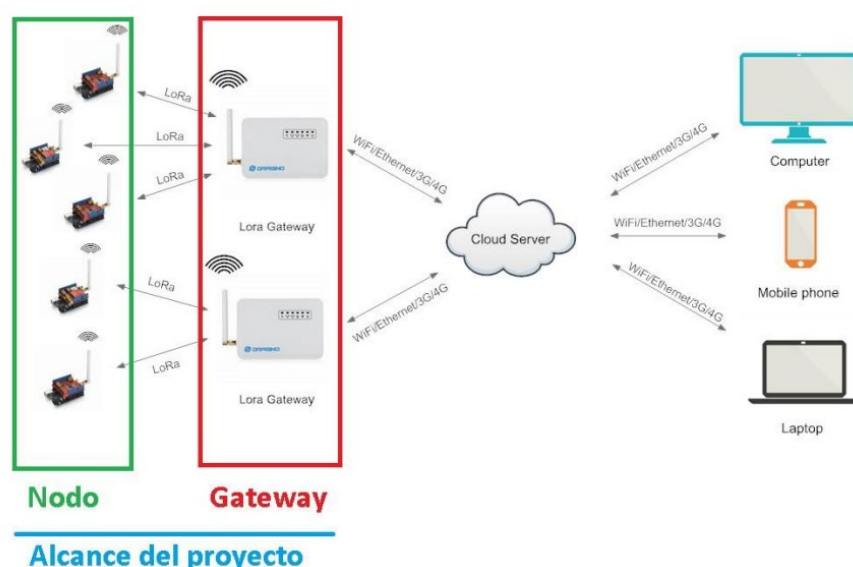 LoRa
LoRa
LoRa
LoRa
LoRa
DRAGINO
Lora Gateway
DRAGINO
Lora Gateway
WiFi/Ethernet/3G/4G
WiFi/Ethernet/3G/4G
Cloud Server
WiFi/Ethernet/3G/4G
WiFi/Ethernet/3G/4G
WiFi/Ethernet/3G/4G
Computer
Mobile phone
Laptop
Nodo
Gateway
Alcance del proyecto